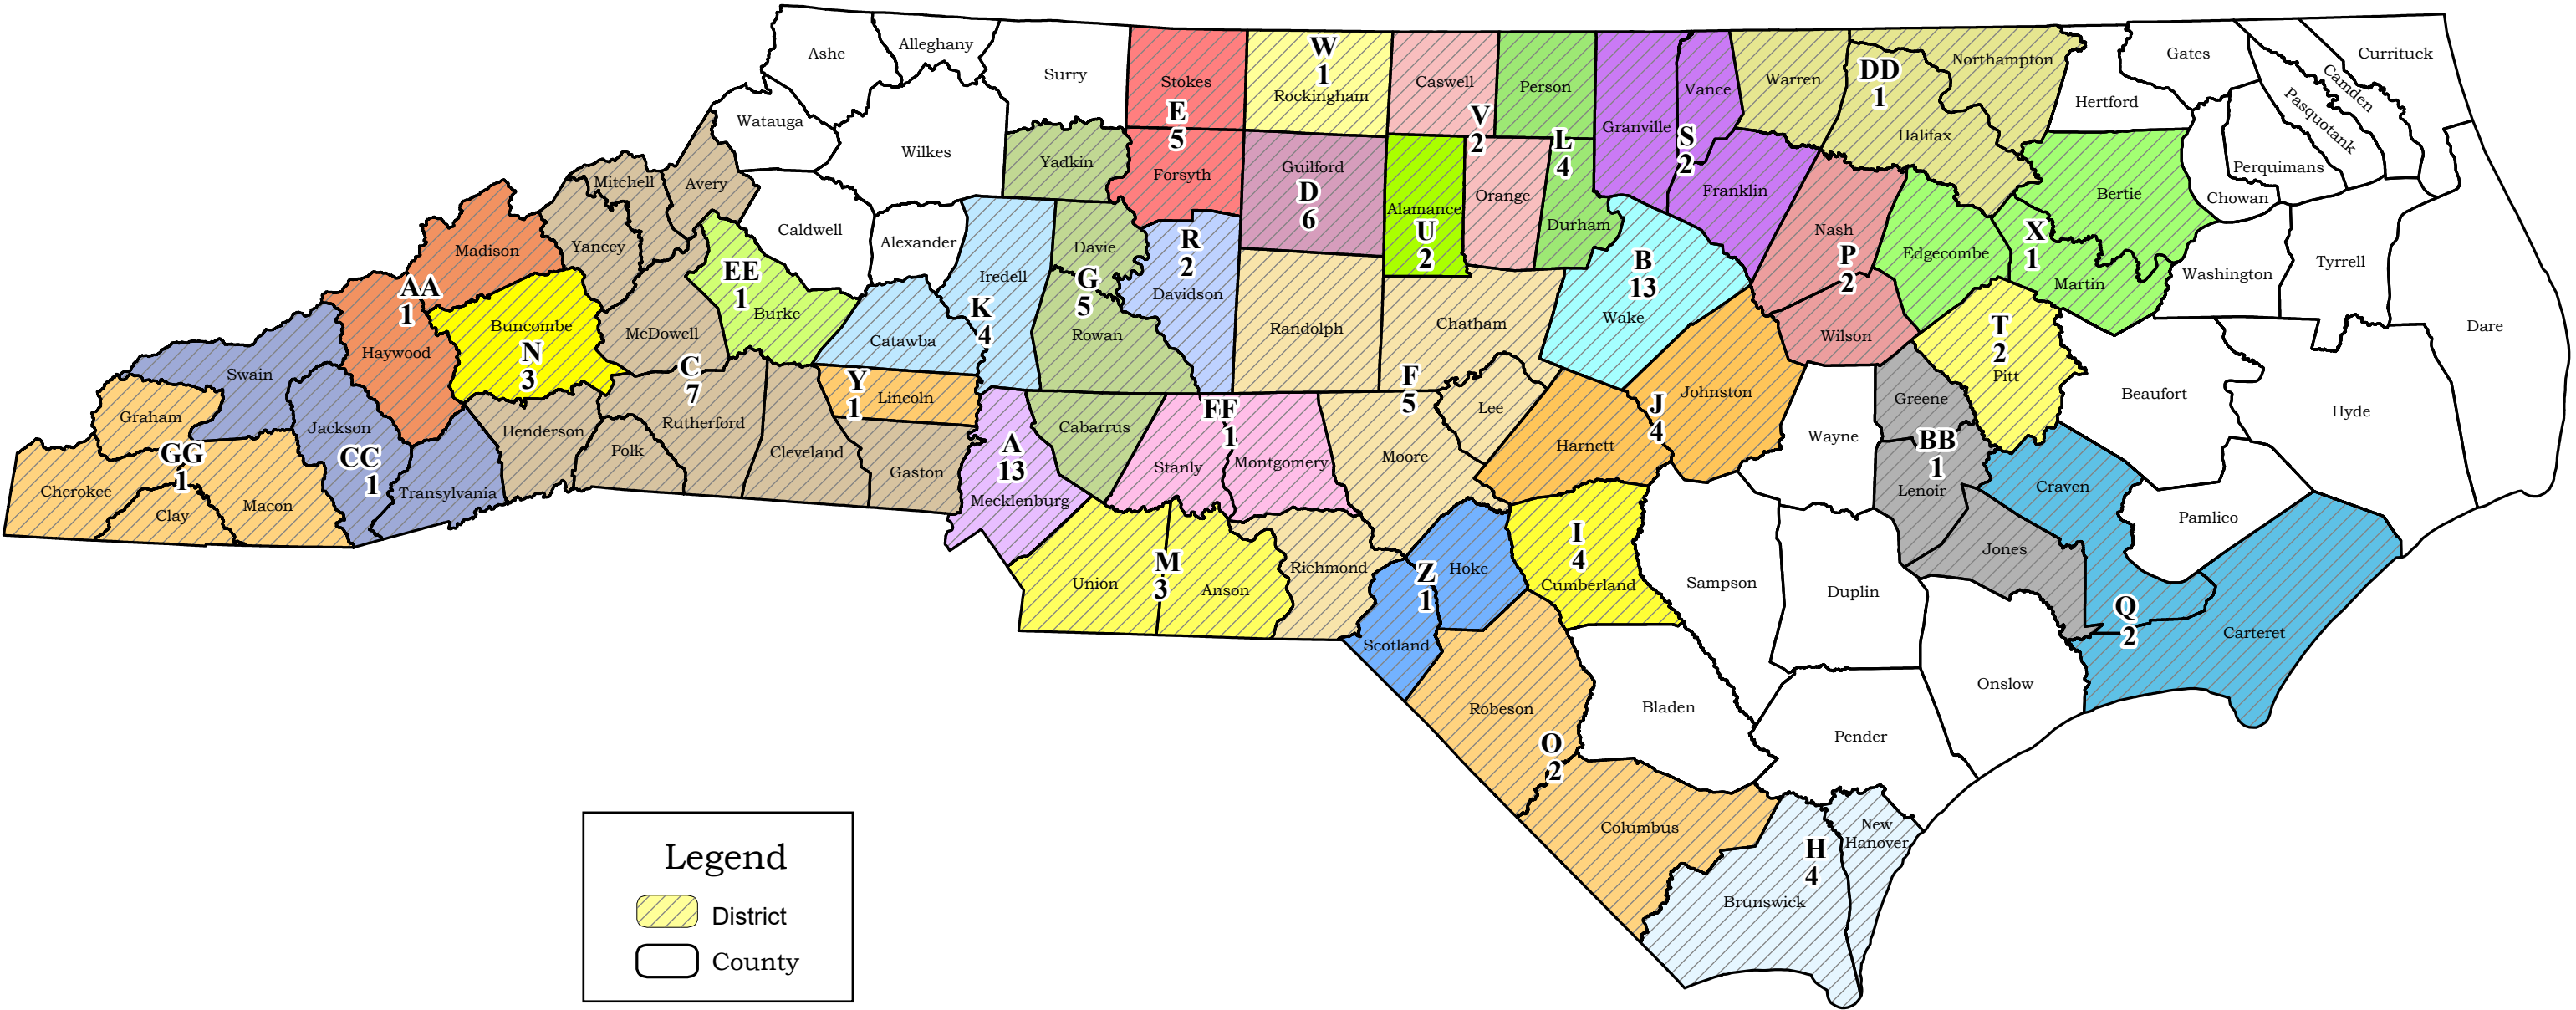 Ashe
Alleghany
Surry
Stokes
E
5
Forsyth
W
1
Rockingham
Caswell
V
2
Orange
Person
L
4
Durham
Granville
Vance
S
2
Franklin
Warren
DD
1
Northampton
Halifax
Hertford
Gates
Currituck
Camden
Pasquotank
Perquimans
Chowan
Bertie
Watauga
Wilkes
Yadkin
Guilford
D
6
Alamance
U
2
Mitchell
Avery
Yancey
Madison
Caldwell
Alexander
Iredell
K
4
Catawba
Davie
G
5
Rowan
R
2
Davidson
Randolph
Chatham
B
13
Wake
Nash
P
2
Wilson
Edgecombe
X
1
Martin
Washington
Tyrrell
Dare
EE
1
Burke
AA
1
Haywood
Buncombe
N
3
McDowell
C
7
Swain
Graham
Jackson
CC
1
Transylvania
Henderson
Polk
Rutherford
Cleveland
Y
1
Lincoln
Gaston
Cherokee
GG
1
Clay
Macon
A
13
Mecklenburg
Cabarrus
FF
1
Stanly
Montgomery
F
5
Moore
Lee
Harnett
J
4
Johnston
Wayne
Greene
BB
1
Lenoir
Jones
T
2
Pitt
Beaufort
Hyde
Craven
Pamlico
Q
2
Carteret
Union
M
3
Anson
Richmond
Z
1
Hoke
Scotland
I
4
Cumberland
Sampson
Duplin
Onslow
Robeson
O
2
Columbus
Bladen
Pender
H
4
Brunswick
New
Hanover
Legend
District
County